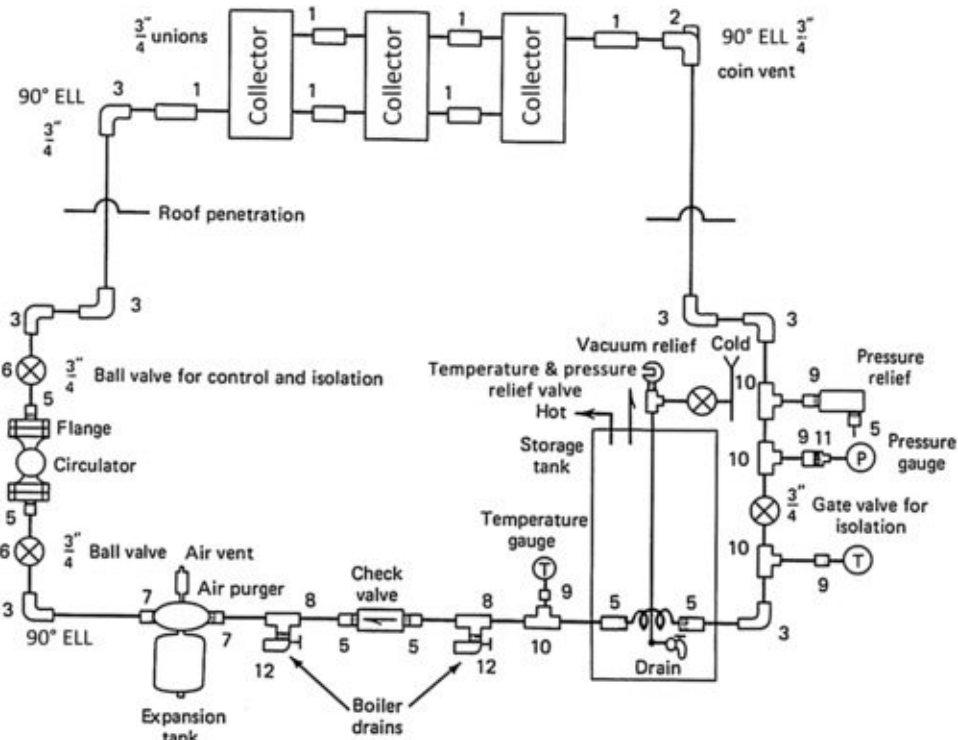 1
1
1
2
3/4" unions
90° ELL 3/4"
coin vent
90° ELL
3/4"
3
1
Collector
1
Collector
1
Collector
Roof penetration
3
3
3
3
6
3/4"
Ball valve for control and isolation
5
Flange
Circulator
5
6
3/4"
Ball valve
Air vent
Air purger
3
90° ELL
7
7
Expansion
tank
8
12
Check
valve
5
5
8
12
Boiler
drains
Temperature
gauge
T
9
10
Vacuum relief
Cold
Temperature & pressure
relief valve
Hot
Storage
tank
5
5
Drain
10
9
Pressure
relief
5
10
9
11
P
Pressure
gauge
3/4"
Gate valve for
isolation
10
9
T
3